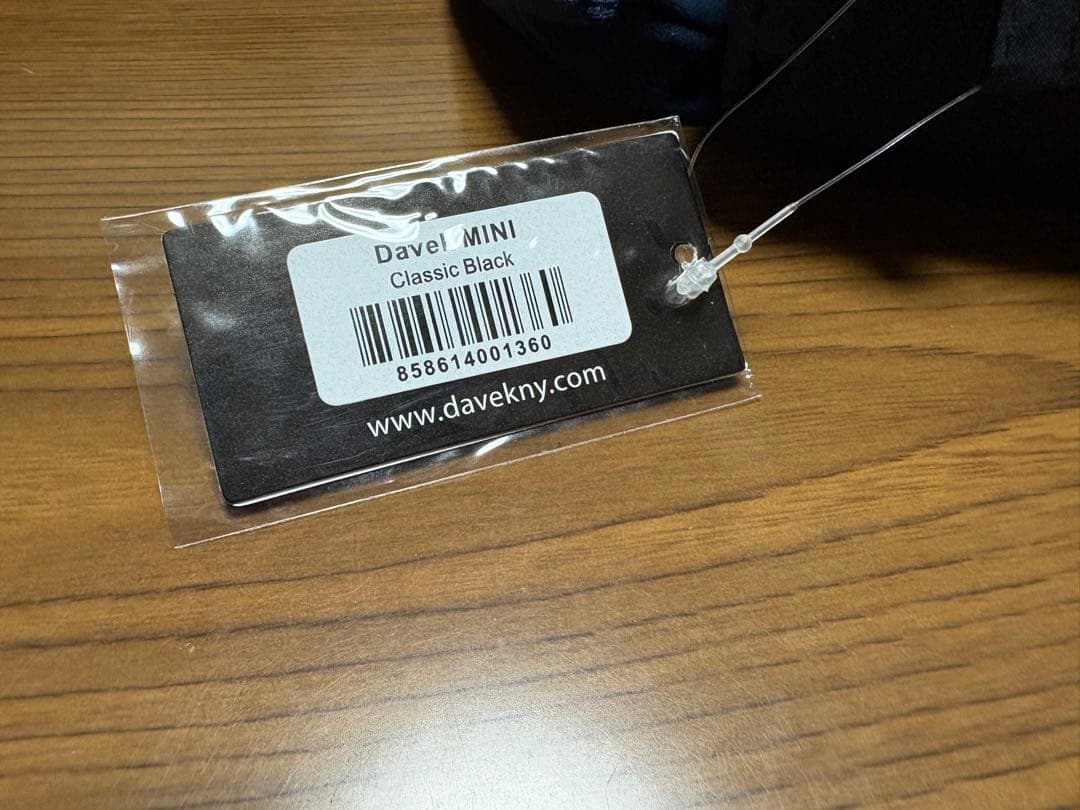 Davek MINI
Classic Black
858614001360
www.davekny.com